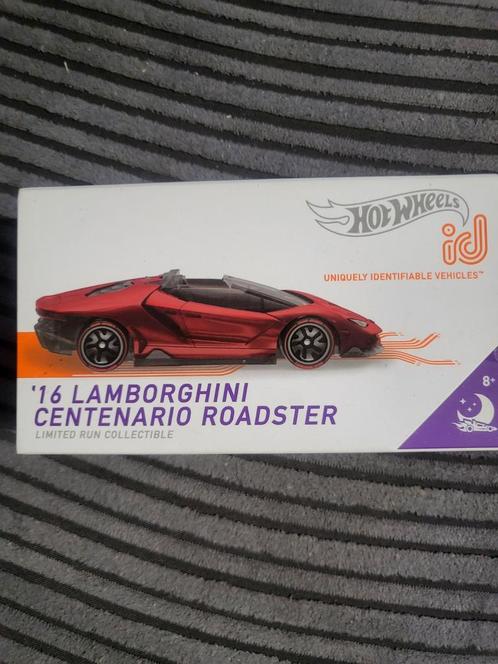 HOT WHEELS
id
UNIQUELY IDENTIFIABLE VEHICLES™
'16 LAMBORGHINI
CENTENARIO ROADSTER
LIMITED RUN COLLECTIBLE
8+